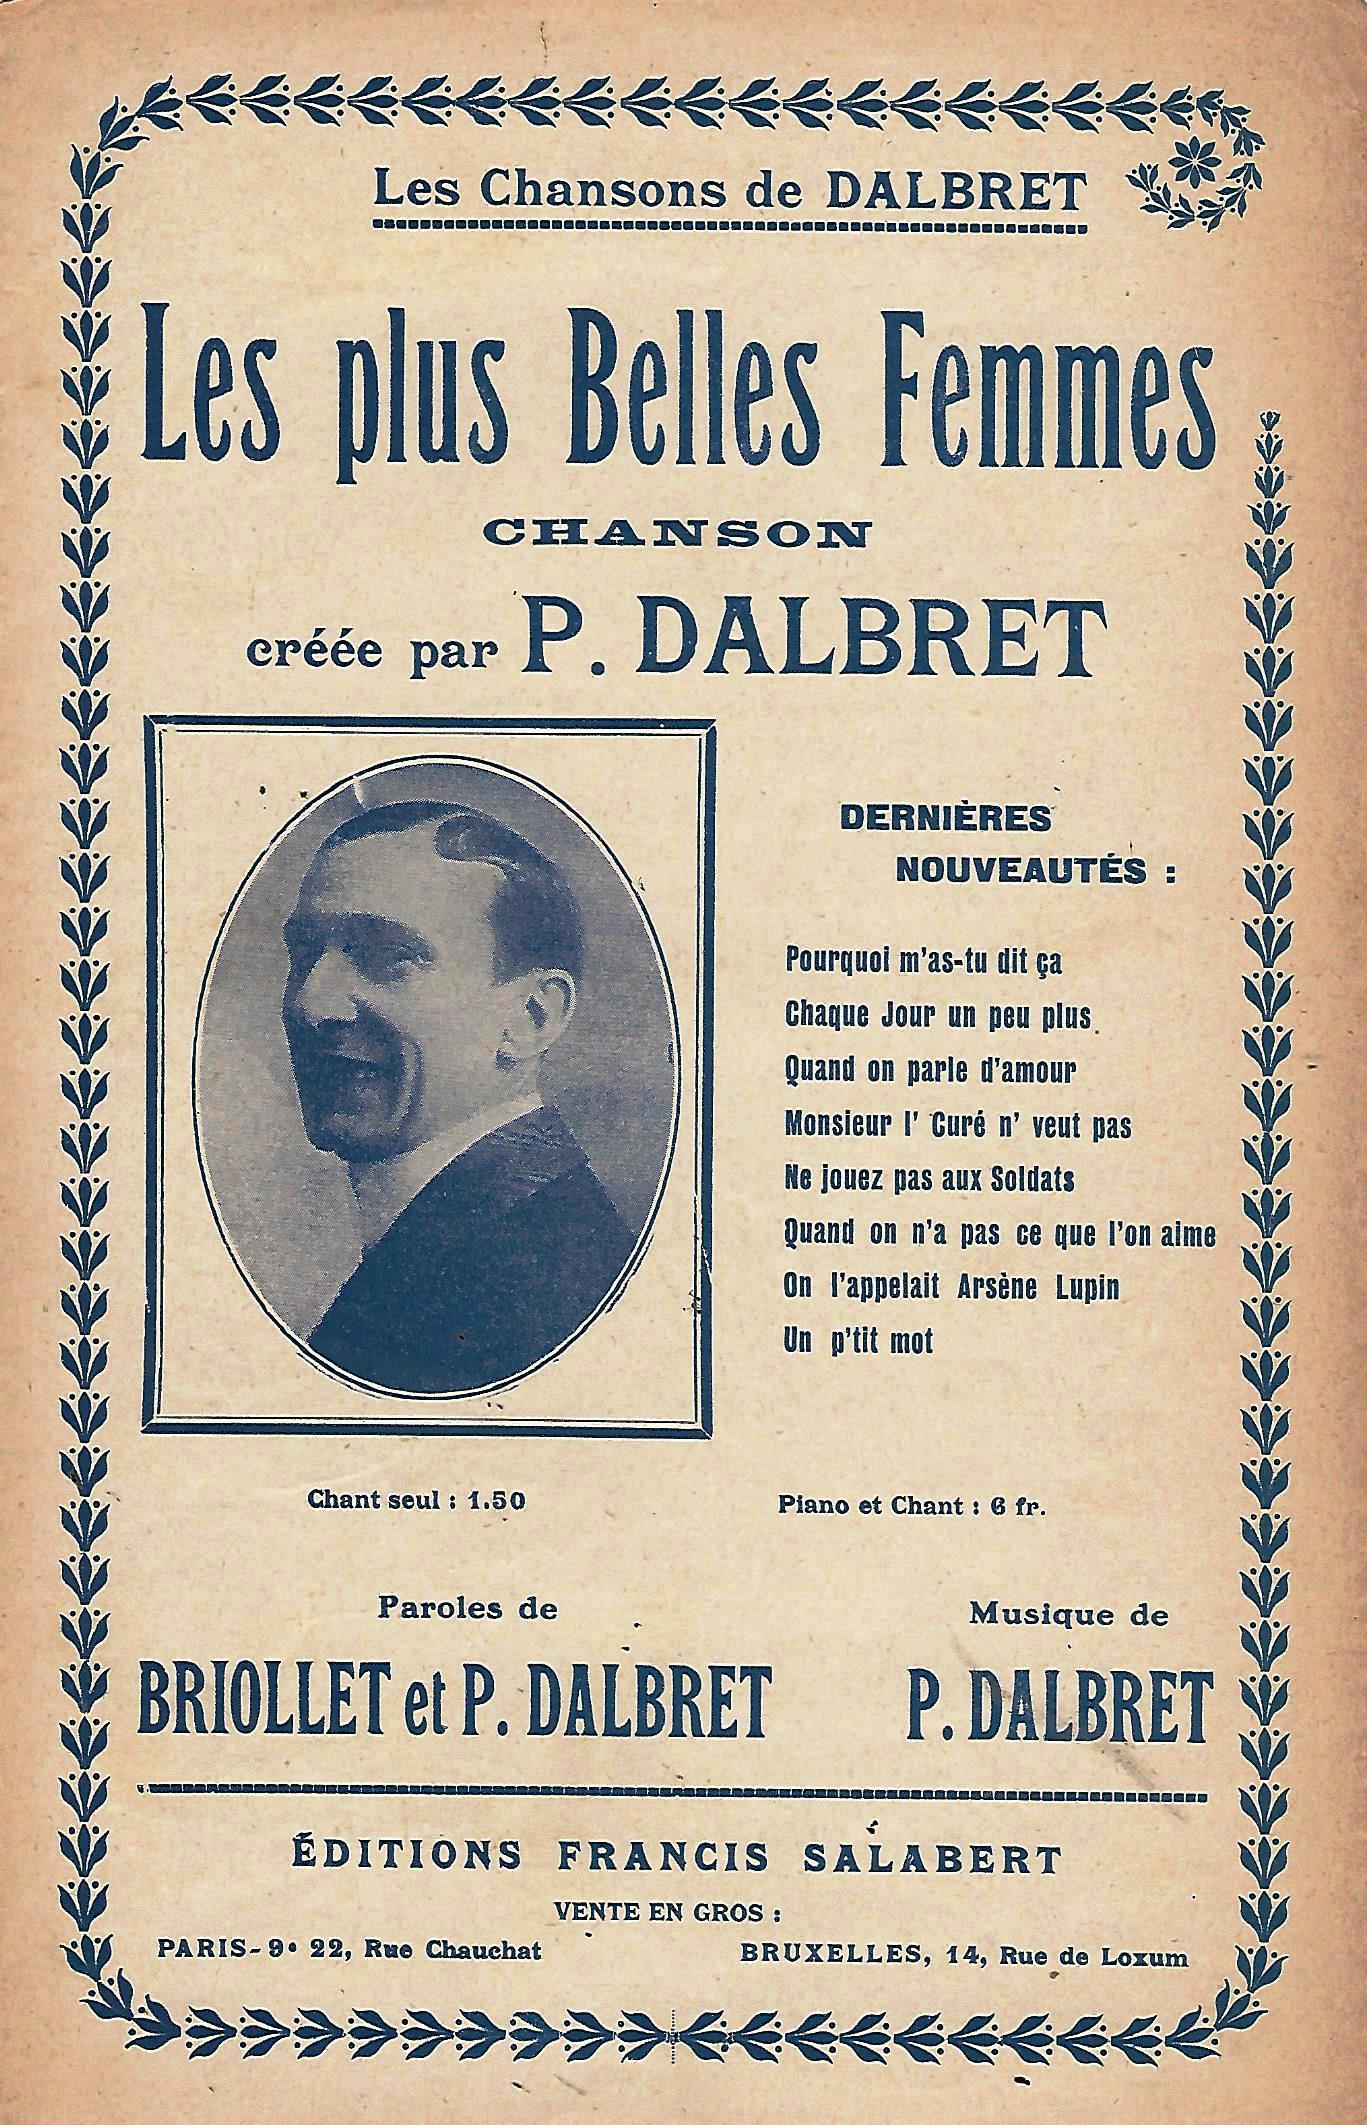 Les Chansons de DALBRET
Les plus Belles Femmes
CHANSON
créée par P. DALBRET
DERNIÈRES
NOUVEAUTÉS :
Pourquoi m'as-tu dit ça
Chaque Jour un peu plus
Quand on parle d'amour
Monsieur l' Curé n' veut pas
Ne jouez pas aux Soldats
Quand on n'a pas ce que l'on aime
On l'appelait Arsène Lupin
Un p'tit mot
Chant seul : 1.50
Piano et Chant : 6 fr.
Paroles de
BRIOLLET et P. DALBRET
Musique de
P. DALBRET
ÉDITIONS FRANCIS SALABERT
VENTE EN GROS :
PARIS-9e 22, Rue Chauchat
BRUXELLES, 14, Rue de Loxum